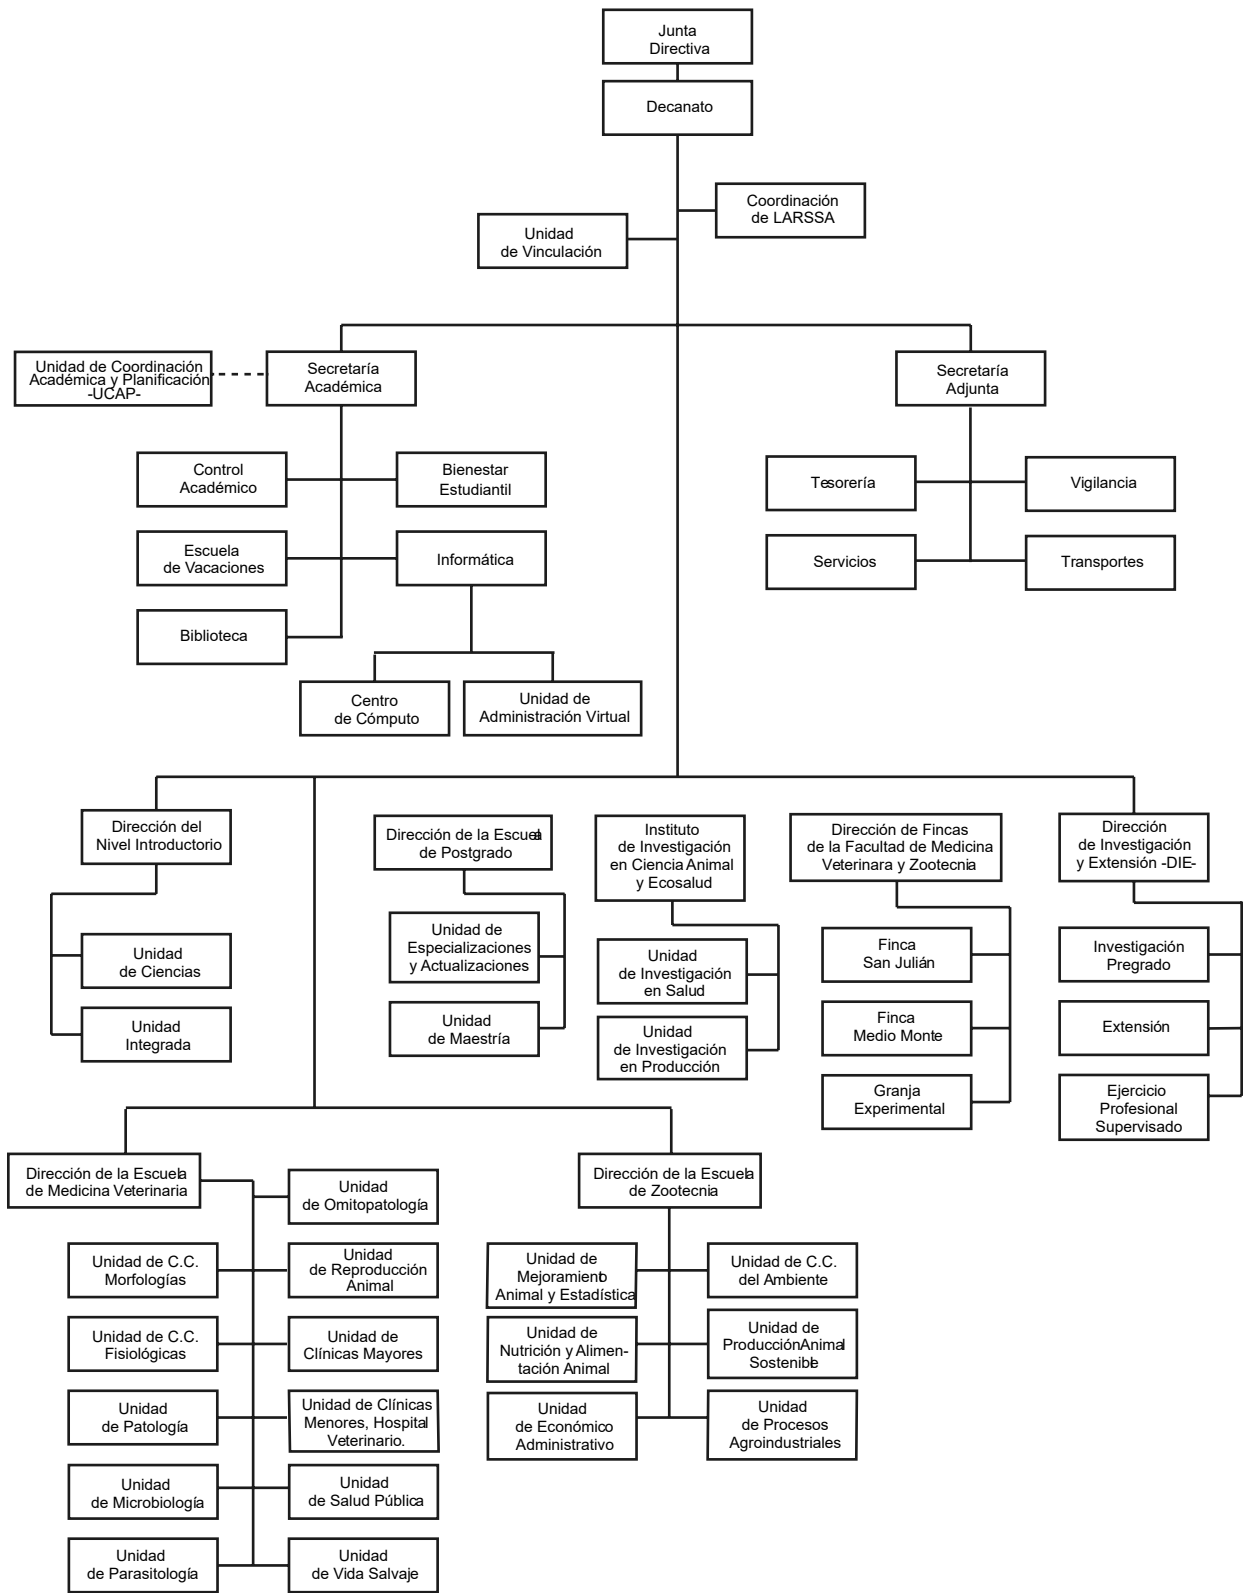 Junta
Directiva
Decanato
Coordinación
de LARSSA
Unidad
de Vinculación
Unidad de Coordinación
Académica y Planificación
-UCAP-
Secretaría
Académica
Secretaría
Adjunta
Control
Académico
Bienestar
Estudiantil
Tesorería
Vigilancia
Escuela
de Vacaciones
Informática
Servicios
Transportes
Biblioteca
Centro
de Cómputo
Unidad de
Administración Virtual
Dirección del
Nivel Introductorio
Dirección de la Escuela
de Postgrado
Instituto
de Investigación
en Ciencia Animal
y Ecosalud
Dirección de Fincas
de la Facultad de Medicina
Veterinara y Zootecnia
Dirección
de Investigación
y Extensión -DIE-
Unidad
de Ciencias
Unidad
Integrada
Unidad de
Especializaciones
y Actualizaciones
Unidad
de Maestría
Unidad
de Investigación
en Salud
Unidad
de Investigación
en Producción
Finca
San Julián
Finca
Medio Monte
Granja
Experimental
Investigación
Pregrado
Extensión
Ejercicio
Profesional
Supervisado
Dirección de la Escuela
de Medicina Veterinaria
Unidad
de Omitopatología
Unidad de C.C.
Morfologías
Unidad
de Reproducción
Animal
Unidad de C.C.
Fisiológicas
Unidad de
Clínicas Mayores
Unidad
de Patología
Unidad de Clínicas
Menores, Hospital
Veterinario.
Unidad
de Microbiología
Unidad
de Salud Pública
Unidad
de Parasitología
Unidad
de Vida Salvaje
Dirección de la Escuela
de Zootecnia
Unidad de
Mejoramiento
Animal y Estadística
Unidad de C.C.
del Ambiente
Unidad de
Nutrición y Alimen-
tación Animal
Unidad de
Producción Animal
Sostenible
Unidad
de Económico
Administrativo
Unidad
de Procesos
Agroindustriales